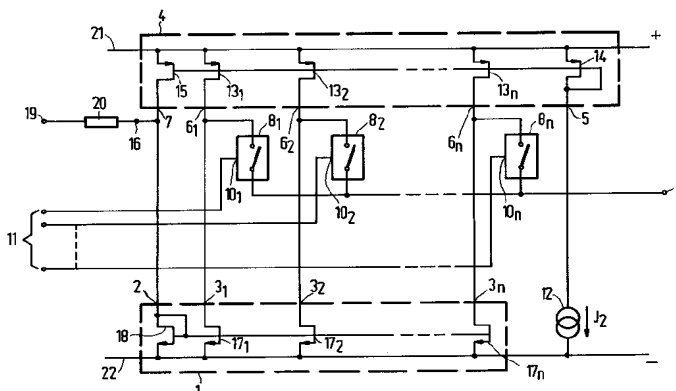 4
21 +
15 13₁ 13₂ 13ₙ 14
19 20 16 7 6₁ 8₁ 6₂ 8₂ 6ₙ 8ₙ 5
10₁ 10₂ 10ₙ
11
2 3₁ 3₂ 3ₙ 12 J₂
18 17₁ 17₂ 17ₙ
22 −
1